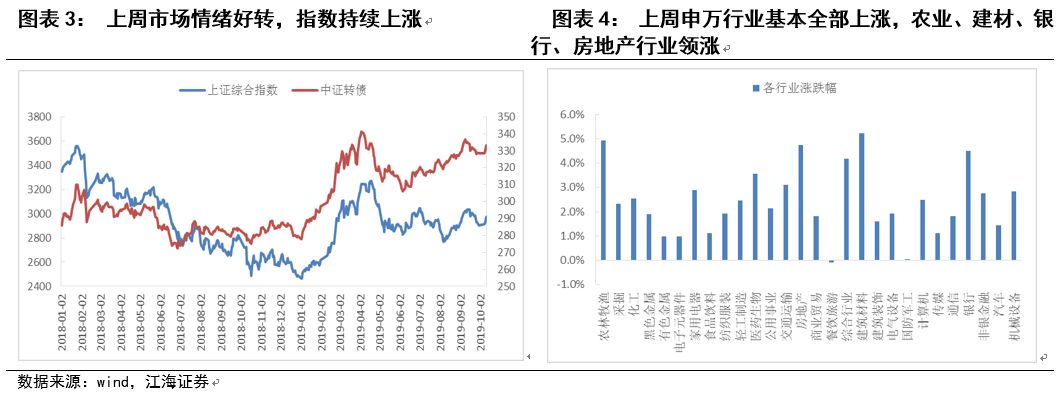 图表 3： 上周市场情绪好转，指数持续上涨
图表 4： 上周申万行业基本全部上涨，农业、建材、银
行、房地产行业领涨
上证综合指数 中证转债
3800
3600
3400
3200
3000
2800
2600
2400
350
340
330
320
310
300
290
280
270
260
250
2018-01-02
2018-02-02
2018-03-02
2018-04-02
2018-05-02
2018-06-02
2018-07-02
2018-08-02
2018-09-02
2018-10-02
2018-11-02
2018-12-02
2019-01-02
2019-02-02
2019-03-02
2019-04-02
2019-05-02
2019-06-02
2019-07-02
2019-08-02
2019-09-02
2019-10-02
各行业涨跌幅
6.0%
5.0%
4.0%
3.0%
2.0%
1.0%
0.0%
-1.0%
农林牧渔
采掘
化工
黑色金属
有色金属
电子元器件
家用电器
食品饮料
纺织服装
轻工制造
医药生物
公用事业
交通运输
房地产
商业贸易
餐饮旅游
综合行业
建筑材料
建筑装饰
电气设备
国防军工
计算机
传媒
通信
银行
非银金融
汽车
机械设备
数据来源：wind，江海证券